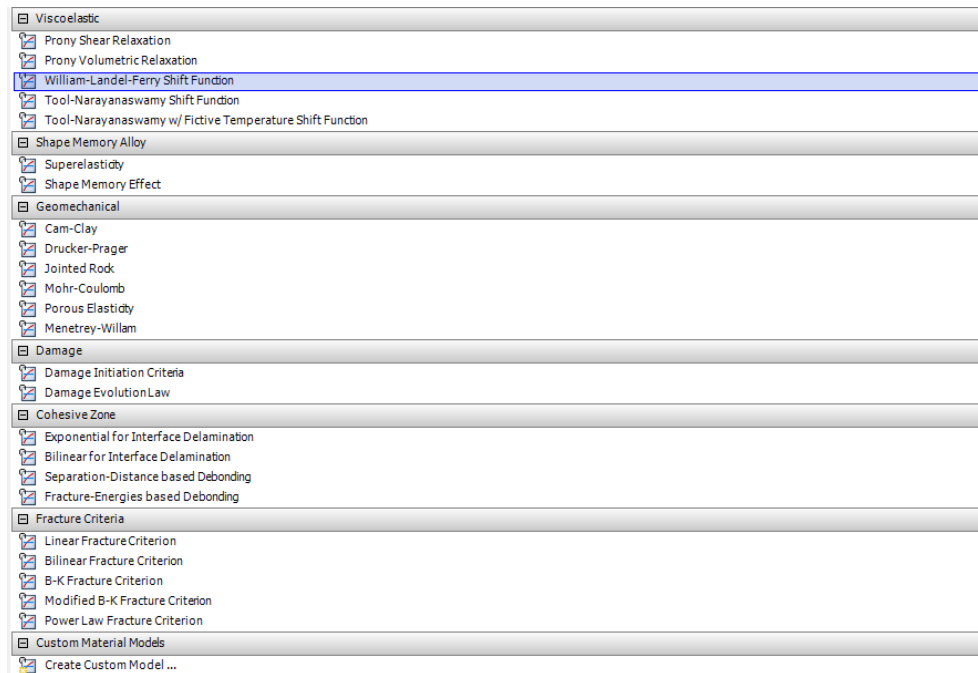 Viscoelastic
Prony Shear Relaxation
Prony Volumetric Relaxation
William-Landel-Ferry Shift Function
Tool-Narayanaswamy Shift Function
Tool-Narayanaswamy w/ Fictive Temperature Shift Function
Shape Memory Alloy
Superelasticity
Shape Memory Effect
Geomechanical
Cam-Clay
Drucker-Prager
Jointed Rock
Mohr-Coulomb
Porous Elasticity
Menetrey-Willam
Damage
Damage Initiation Criteria
Damage Evolution Law
Cohesive Zone
Exponential for Interface Delamination
Bilinear for Interface Delamination
Separation-Distance based Debonding
Fracture-Energies based Debonding
Fracture Criteria
Linear Fracture Criterion
Bilinear Fracture Criterion
B-K Fracture Criterion
Modified B-K Fracture Criterion
Power Law Fracture Criterion
Custom Material Models
Create Custom Model ...